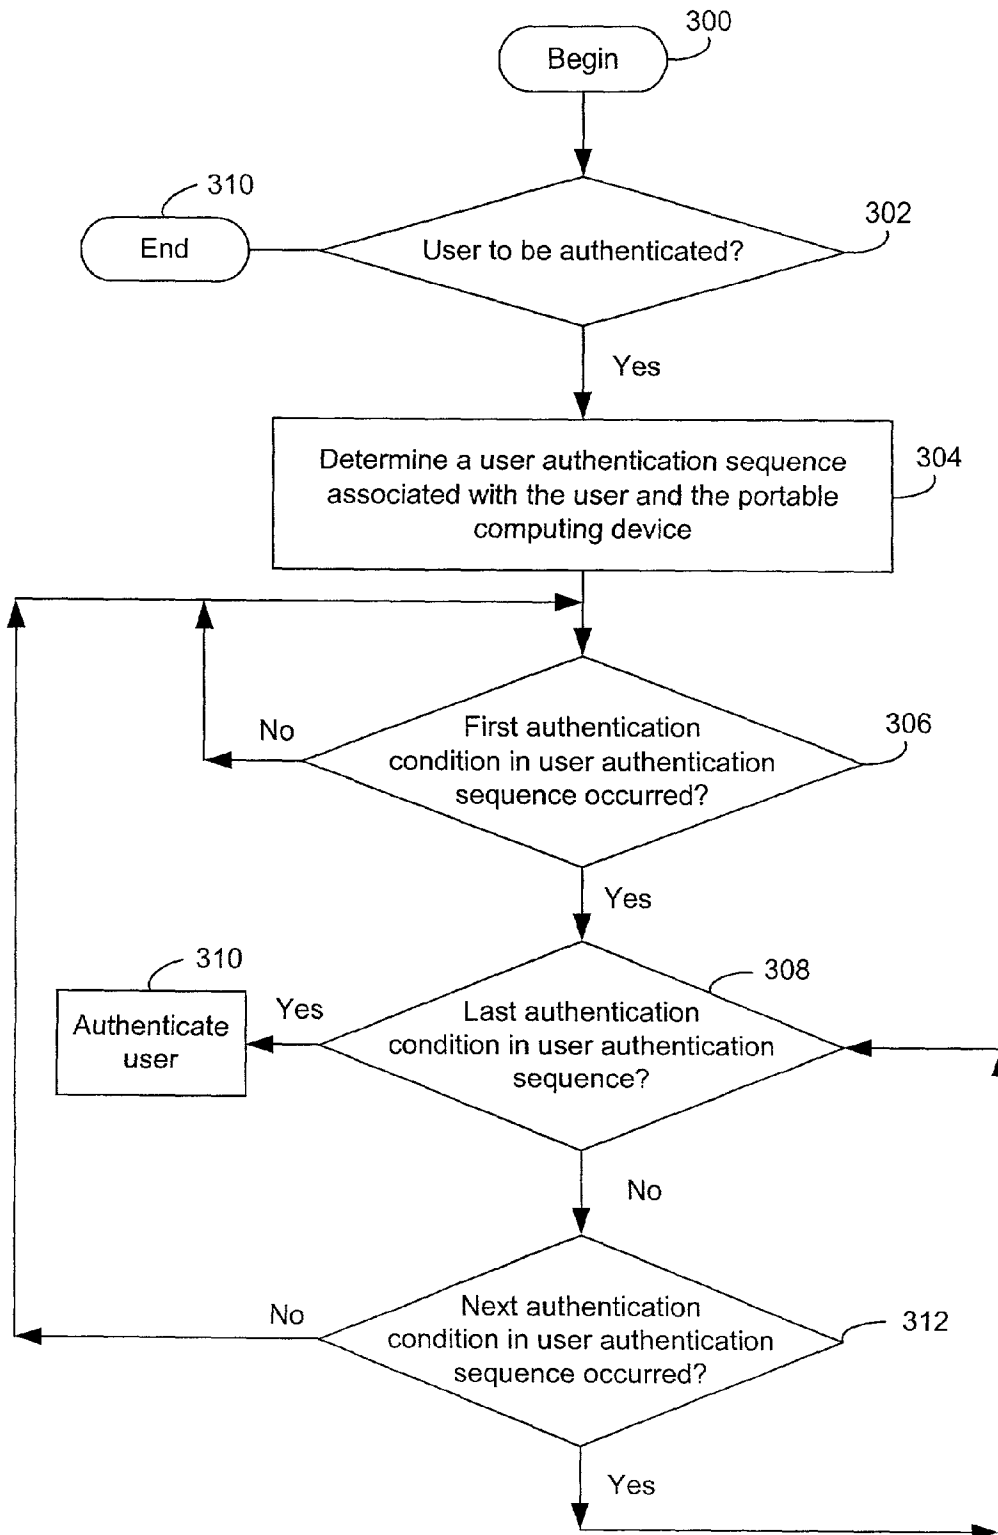 300
Begin
310
End
302
User to be authenticated?
Yes
Determine a user authentication sequence
associated with the user and the portable
computing device
304
No
First authentication
condition in user authentication
sequence occurred?
306
Yes
310
Authenticate
user
Yes
308
Last authentication
condition in user authentication
sequence?
No
No
Next authentication
condition in user authentication
sequence occurred?
312
Yes